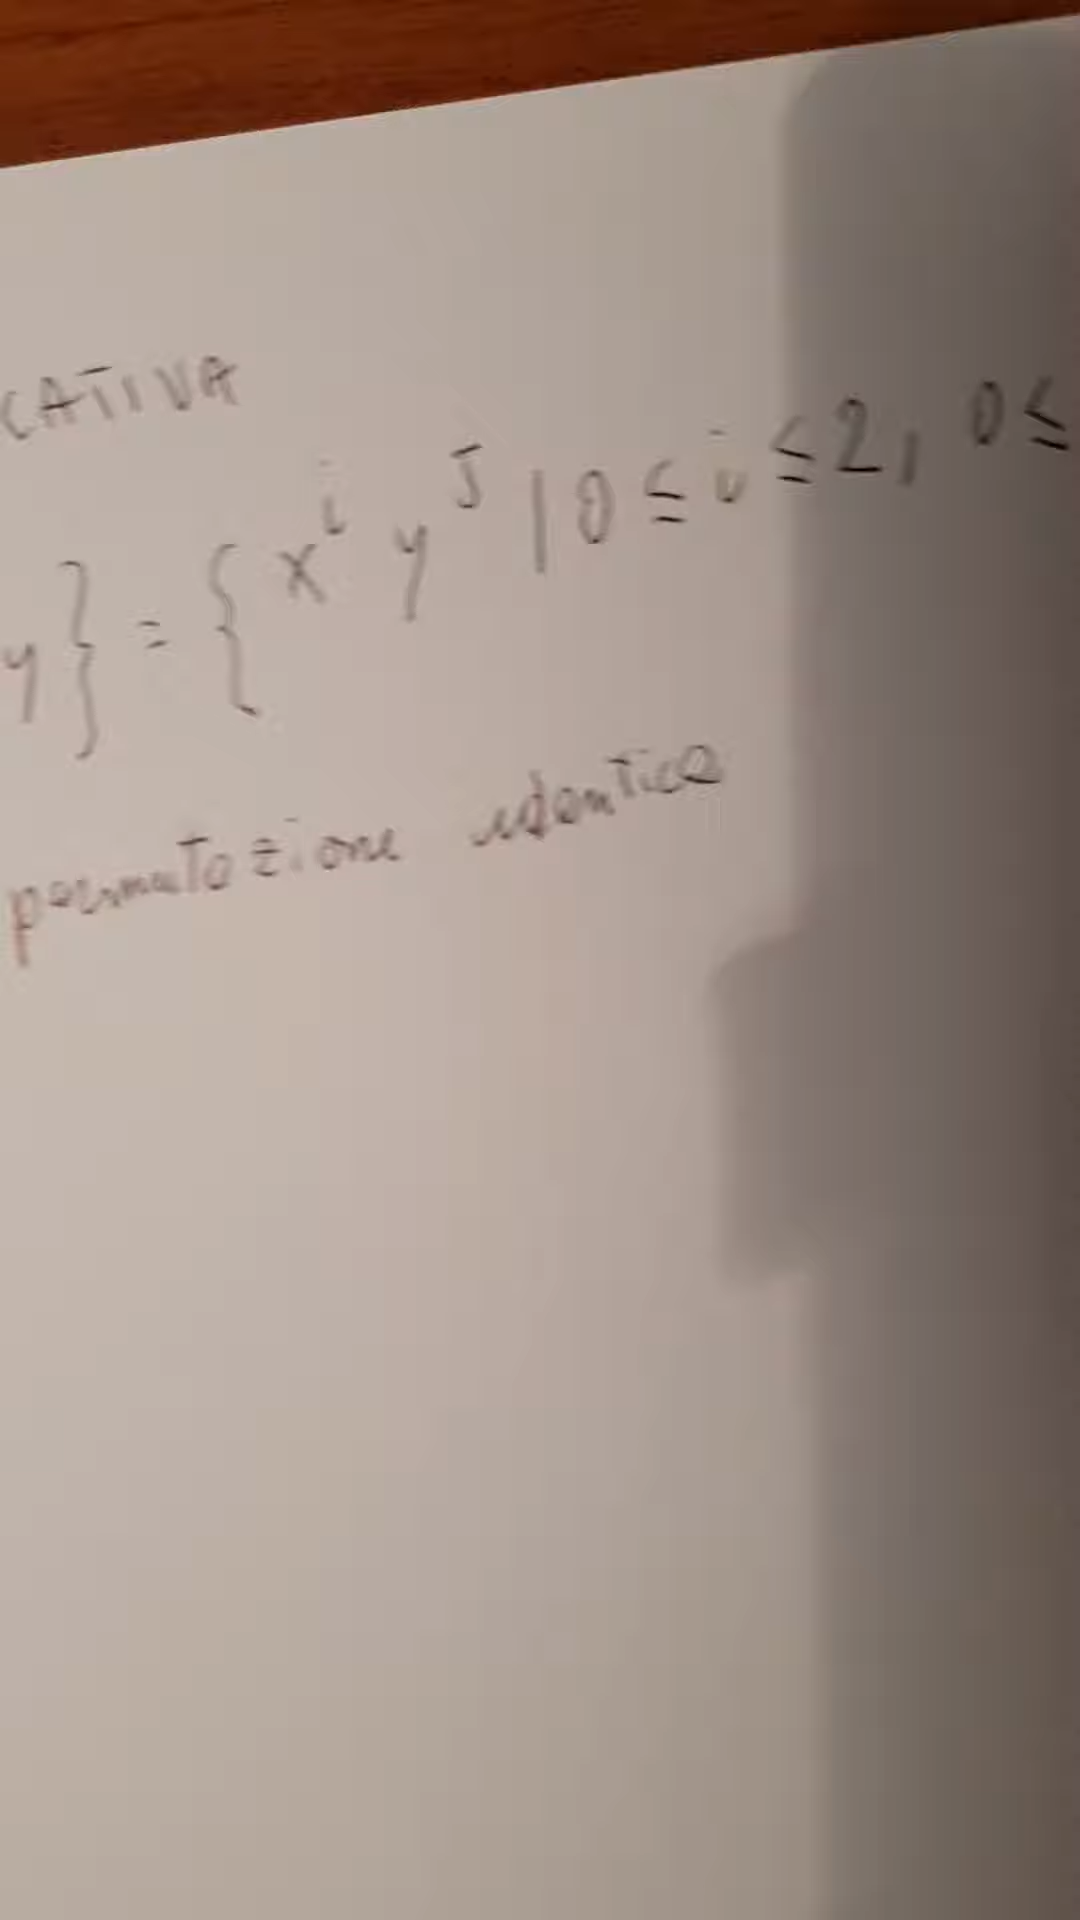 CATIVA
y} = {x^i y^j | 0 ≤ i ≤ 2, 0 ≤
permutazione identica